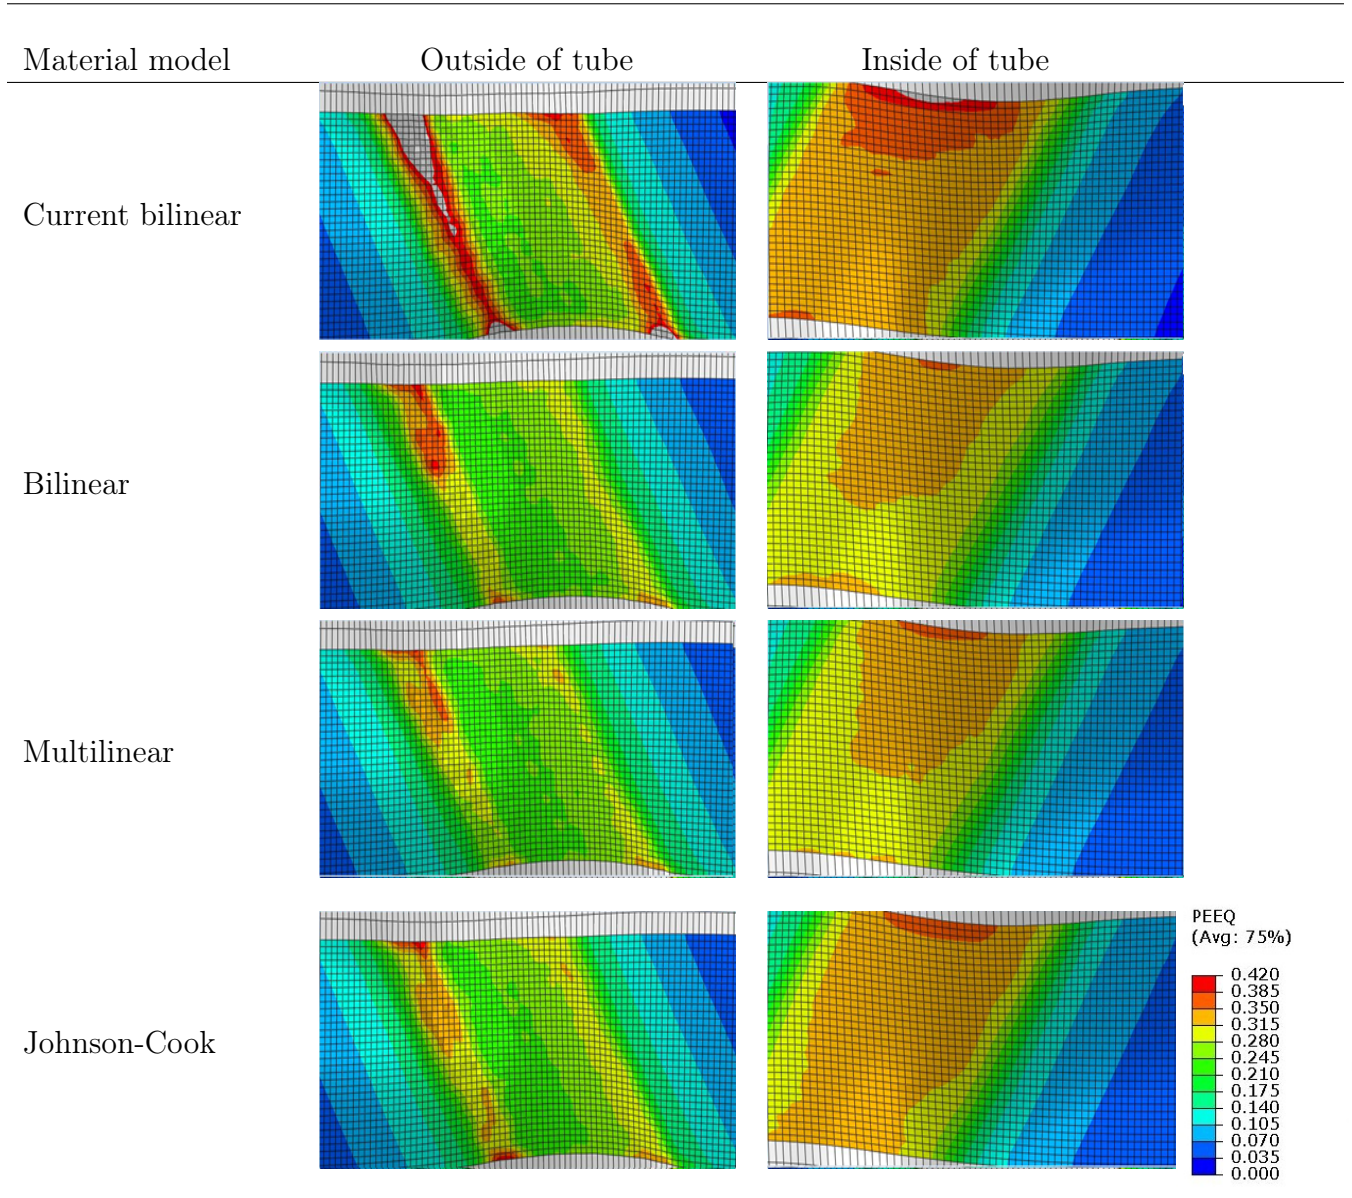 Material model Outside of tube Inside of tube
Current bilinear
Bilinear
Multilinear
Johnson-Cook
PEEQ
(Avg: 75%)
0.420
0.385
0.350
0.315
0.280
0.245
0.210
0.175
0.140
0.105
0.070
0.035
0.000